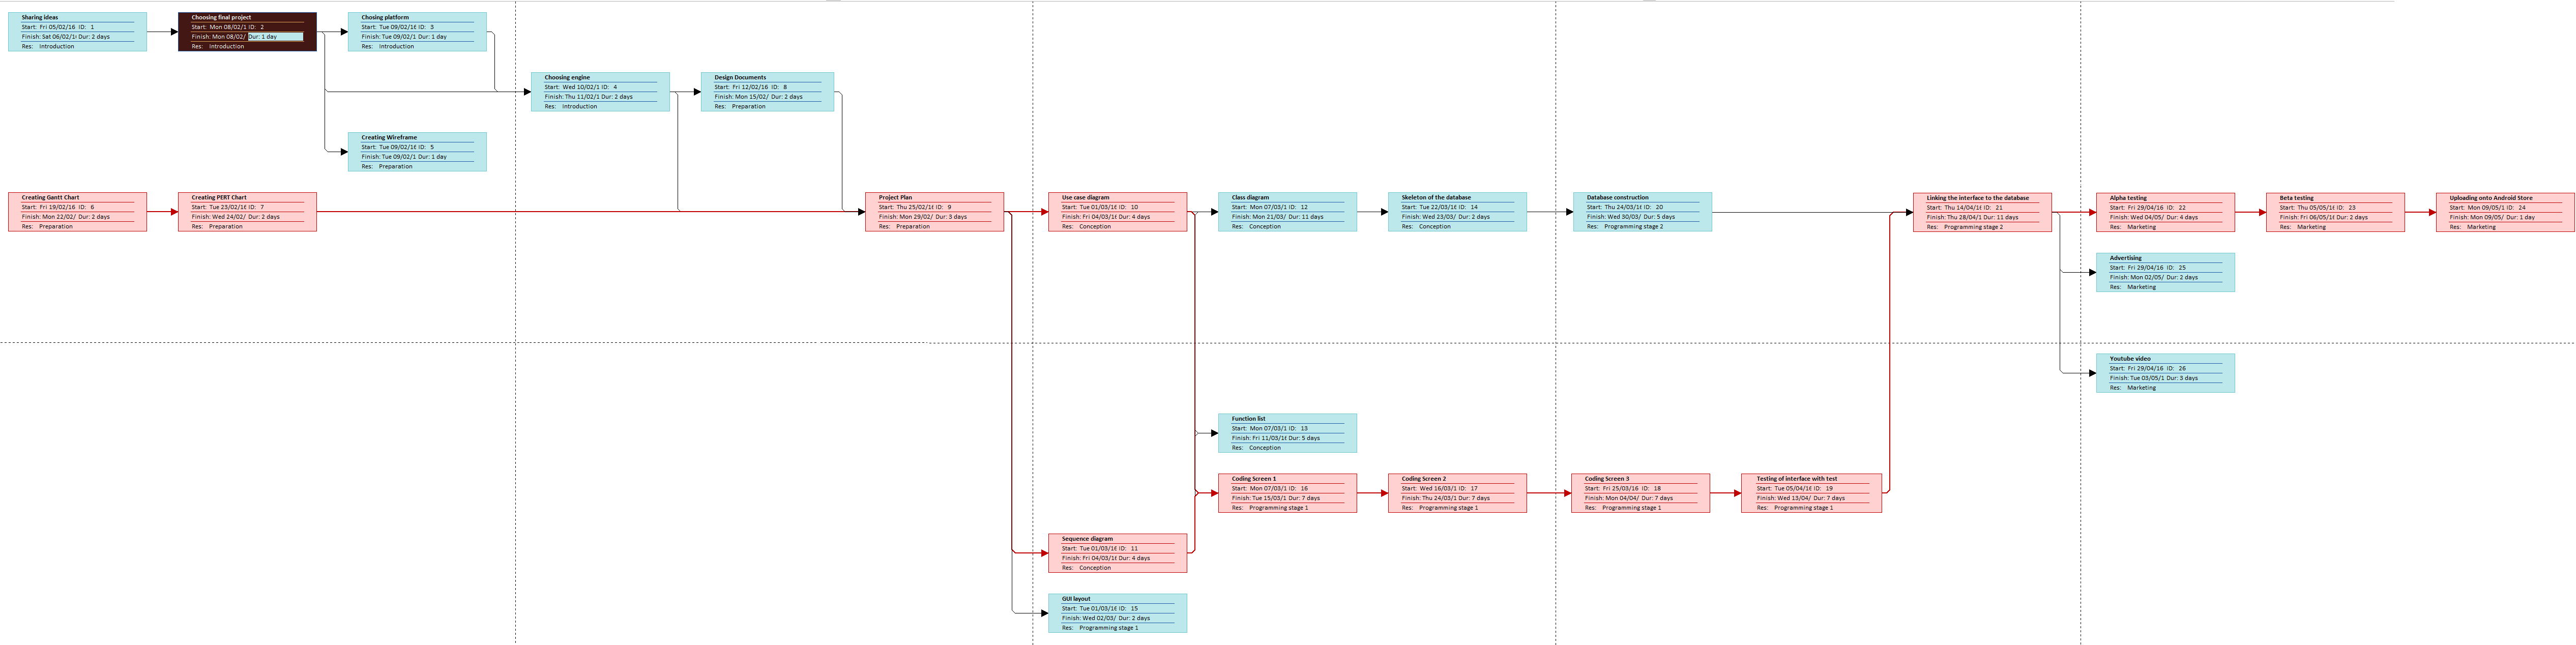 Sharing ideas
Start: Fri 05/02/16 ID: 1
Finish: Sat 06/02/1 Dur: 2 days
Res: Introduction
Choosing final project
Start: Mon 08/02/1 ID: 2
Finish: Mon 08/02/ Dur: 1 day
Res: Introduction
Chosing platform
Start: Tue 09/02/1 ID: 3
Finish: Tue 09/02/1 Dur: 1 day
Res: Introduction
Choosing engine
Start: Wed 10/02/1 ID: 4
Finish: Thu 11/02/1 Dur: 2 days
Res: Introduction
Design Documents
Start: Fri 12/02/16 ID: 8
Finish: Mon 15/02/ Dur: 2 days
Res: Preparation
Creating Wireframe
Start: Tue 09/02/1 ID: 5
Finish: Tue 09/02/1 Dur: 1 day
Res: Preparation
Creating Gantt Chart
Start: Fri 19/02/16 ID: 6
Finish: Mon 22/02/ Dur: 2 days
Res: Preparation
Creating PERT Chart
Start: Tue 23/02/1 ID: 7
Finish: Wed 24/02/ Dur: 2 days
Res: Preparation
Project Plan
Start: Thu 25/02/1 ID: 9
Finish: Mon 29/02/ Dur: 3 days
Res: Preparation
Use case diagram
Start: Tue 01/03/1 ID: 10
Finish: Fri 04/03/1 Dur: 4 days
Res: Conception
Class diagram
Start: Mon 07/03/1 ID: 12
Finish: Mon 21/03/ Dur: 11 days
Res: Conception
Skeleton of the database
Start: Tue 22/03/1 ID: 14
Finish: Wed 23/03/ Dur: 2 days
Res: Conception
Database construction
Start: Thu 24/03/1 ID: 20
Finish: Wed 30/03/ Dur: 5 days
Res: Programming stage 2
Linking the interface to the database
Start: Thu 14/04/1 ID: 21
Finish: Thu 28/04/1 Dur: 11 days
Res: Programming stage 2
Alpha testing
Start: Fri 29/04/16 ID: 22
Finish: Wed 04/05/ Dur: 4 days
Res: Marketing
Beta testing
Start: Thu 05/05/1 ID: 23
Finish: Fri 06/05/1 Dur: 2 days
Res: Marketing
Uploading onto Android Store
Start: Mon 09/05/1 ID: 24
Finish: Mon 09/05/ Dur: 1 day
Res: Marketing
Advertising
Start: Fri 29/04/16 ID: 25
Finish: Mon 02/05/ Dur: 2 days
Res: Marketing
Youtube video
Start: Fri 29/04/16 ID: 26
Finish: Tue 03/05/1 Dur: 3 days
Res: Marketing
Function list
Start: Mon 07/03/1 ID: 13
Finish: Fri 11/03/1 Dur: 5 days
Res: Conception
Coding Screen 1
Start: Mon 07/03/1 ID: 16
Finish: Tue 15/03/1 Dur: 7 days
Res: Programming stage 1
Coding Screen 2
Start: Wed 16/03/1 ID: 17
Finish: Thu 24/03/1 Dur: 7 days
Res: Programming stage 1
Coding Screen 3
Start: Fri 25/03/16 ID: 18
Finish: Mon 04/04/ Dur: 7 days
Res: Programming stage 1
Testing of interface with test
Start: Tue 05/04/1 ID: 19
Finish: Wed 13/04/ Dur: 7 days
Res: Programming stage 1
Sequence diagram
Start: Tue 01/03/1 ID: 11
Finish: Fri 04/03/1 Dur: 4 days
Res: Conception
GUI layout
Start: Tue 01/03/1 ID: 15
Finish: Wed 02/03/ Dur: 2 days
Res: Programming stage 1